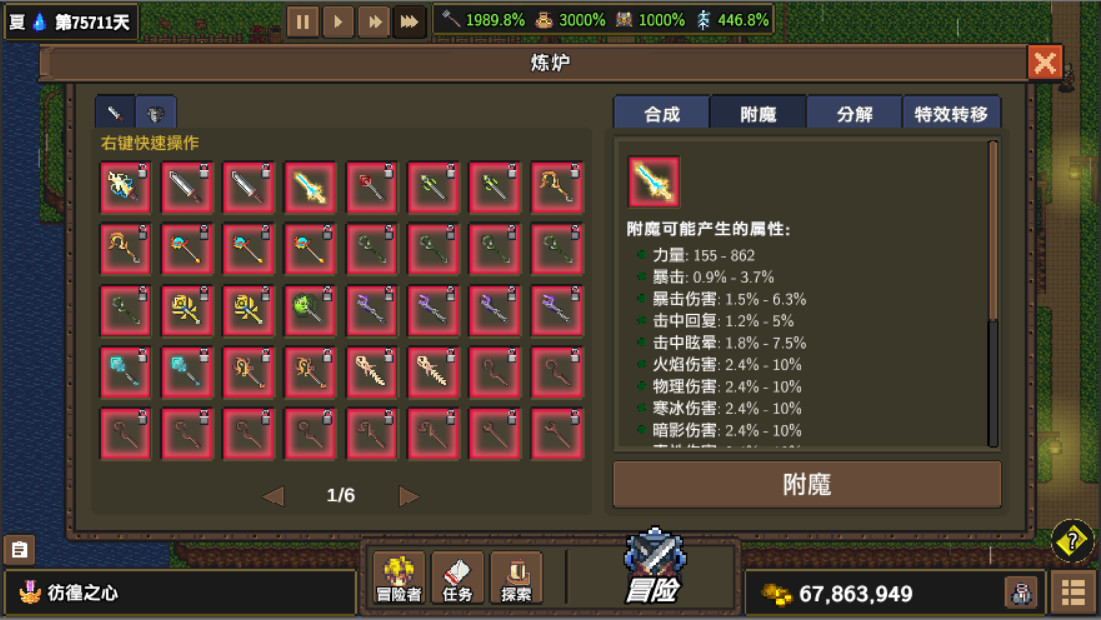 夏 第75711天
1989.8% 3000% 1000% 446.8%
炼炉
右键快速操作
合成 附魔 分解 特效转移
附魔可能产生的属性:
力量: 155 - 862
暴击: 0.9% - 3.7%
暴击伤害: 1.5% - 6.3%
击中回复: 1.2% - 5%
击中眩晕: 1.8% - 7.5%
火焰伤害: 2.4% - 10%
物理伤害: 2.4% - 10%
寒冰伤害: 2.4% - 10%
暗影伤害: 2.4% - 10%
1/6
附魔
彷徨之心
冒险者 任务 探索 冒险
67,863,949
?